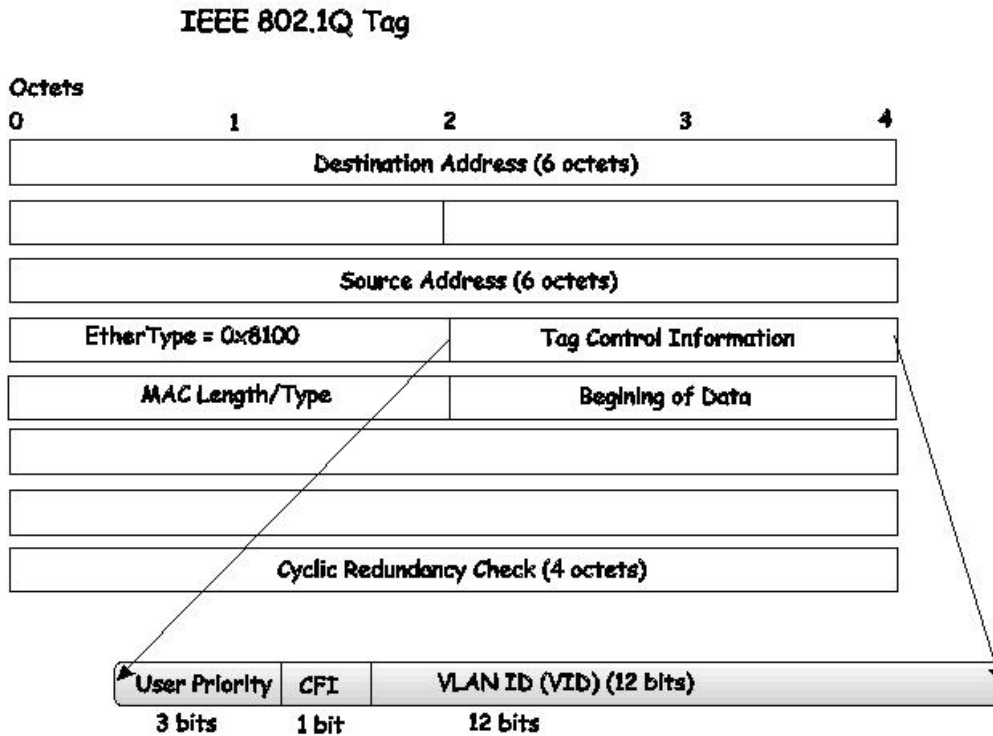 IEEE 802.1Q Tag
Octets
0 1 2 3 4
Destination Address (6 octets)
Source Address (6 octets)
EtherType = 0x8100 Tag Control Information
MAC Length/Type Begining of Data
Cyclic Redundancy Check (4 octets)
User Priority CFI VLAN ID (VID) (12 bits)
3 bits 1 bit 12 bits